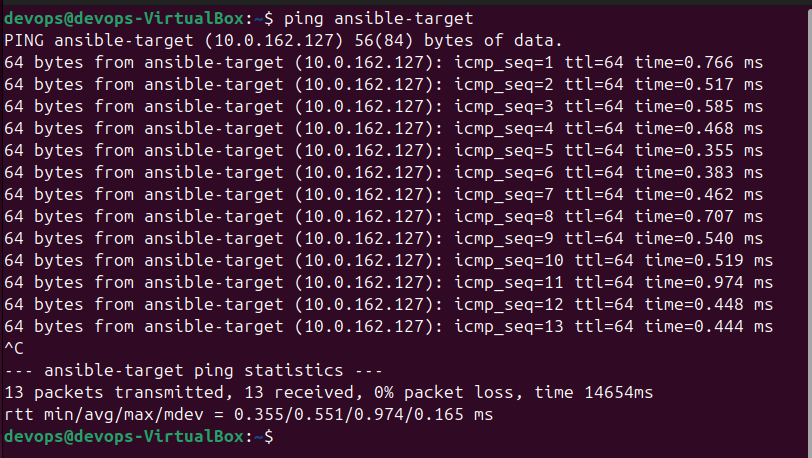 devops@devops-VirtualBox:~$ ping ansible-target
PING ansible-target (10.0.162.127) 56(84) bytes of data.
64 bytes from ansible-target (10.0.162.127): icmp_seq=1 ttl=64 time=0.766 ms
64 bytes from ansible-target (10.0.162.127): icmp_seq=2 ttl=64 time=0.517 ms
64 bytes from ansible-target (10.0.162.127): icmp_seq=3 ttl=64 time=0.585 ms
64 bytes from ansible-target (10.0.162.127): icmp_seq=4 ttl=64 time=0.468 ms
64 bytes from ansible-target (10.0.162.127): icmp_seq=5 ttl=64 time=0.355 ms
64 bytes from ansible-target (10.0.162.127): icmp_seq=6 ttl=64 time=0.383 ms
64 bytes from ansible-target (10.0.162.127): icmp_seq=7 ttl=64 time=0.462 ms
64 bytes from ansible-target (10.0.162.127): icmp_seq=8 ttl=64 time=0.707 ms
64 bytes from ansible-target (10.0.162.127): icmp_seq=9 ttl=64 time=0.540 ms
64 bytes from ansible-target (10.0.162.127): icmp_seq=10 ttl=64 time=0.519 ms
64 bytes from ansible-target (10.0.162.127): icmp_seq=11 ttl=64 time=0.974 ms
64 bytes from ansible-target (10.0.162.127): icmp_seq=12 ttl=64 time=0.448 ms
64 bytes from ansible-target (10.0.162.127): icmp_seq=13 ttl=64 time=0.444 ms
^C
--- ansible-target ping statistics ---
13 packets transmitted, 13 received, 0% packet loss, time 14654ms
rtt min/avg/max/mdev = 0.355/0.551/0.974/0.165 ms
devops@devops-VirtualBox:~$